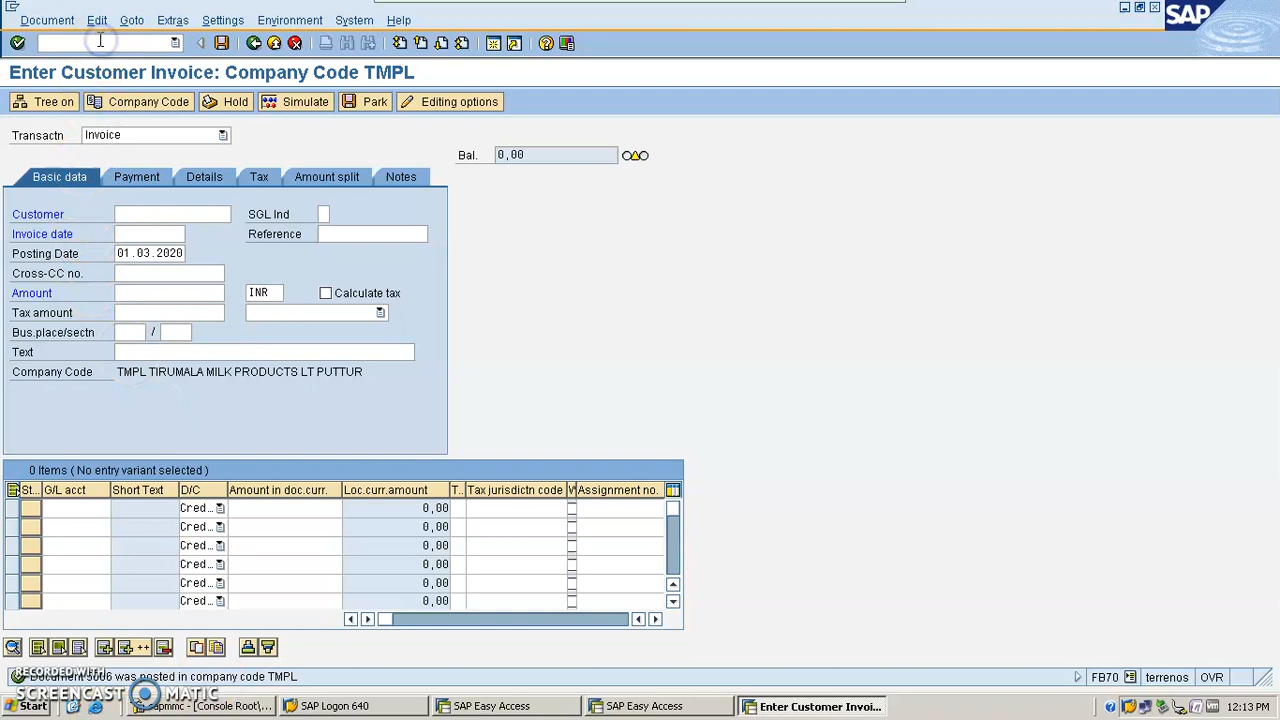 Document Edit Goto Extras Settings Environment System Help
SAP
Enter Customer Invoice: Company Code TMPL
Tree on Company Code Hold Simulate Park Editing options
Transactn Invoice
Bal. 0,00
Basic data Payment Details Tax Amount split Notes
Customer SGL Ind
Invoice date Reference
Posting Date 01.03.2020
Cross-CC no.
Amount INR Calculate tax
Tax amount
Bus.place/sectn /
Text
Company Code TMPL TIRUMALA MILK PRODUCTS LT PUTTUR
0 Items ( No entry variant selected )
St... G/L acct Short Text D/C Amount in doc.curr. Loc.curr.amount T.. Tax jurisdictn code V Assignment no.
Cred... 0,00
Cred... 0,00
Cred... 0,00
Cred... 0,00
Cred... 0,00
Cred... 0,00
Document 5006 was posted in company code TMPL FB70 terrenos OVR
RECORDED WITH
SCREENCAST MATIC
Start sapmmc - [Console Root\... SAP Logon 640 SAP Easy Access SAP Easy Access Enter Customer Invoi... 12:13 PM